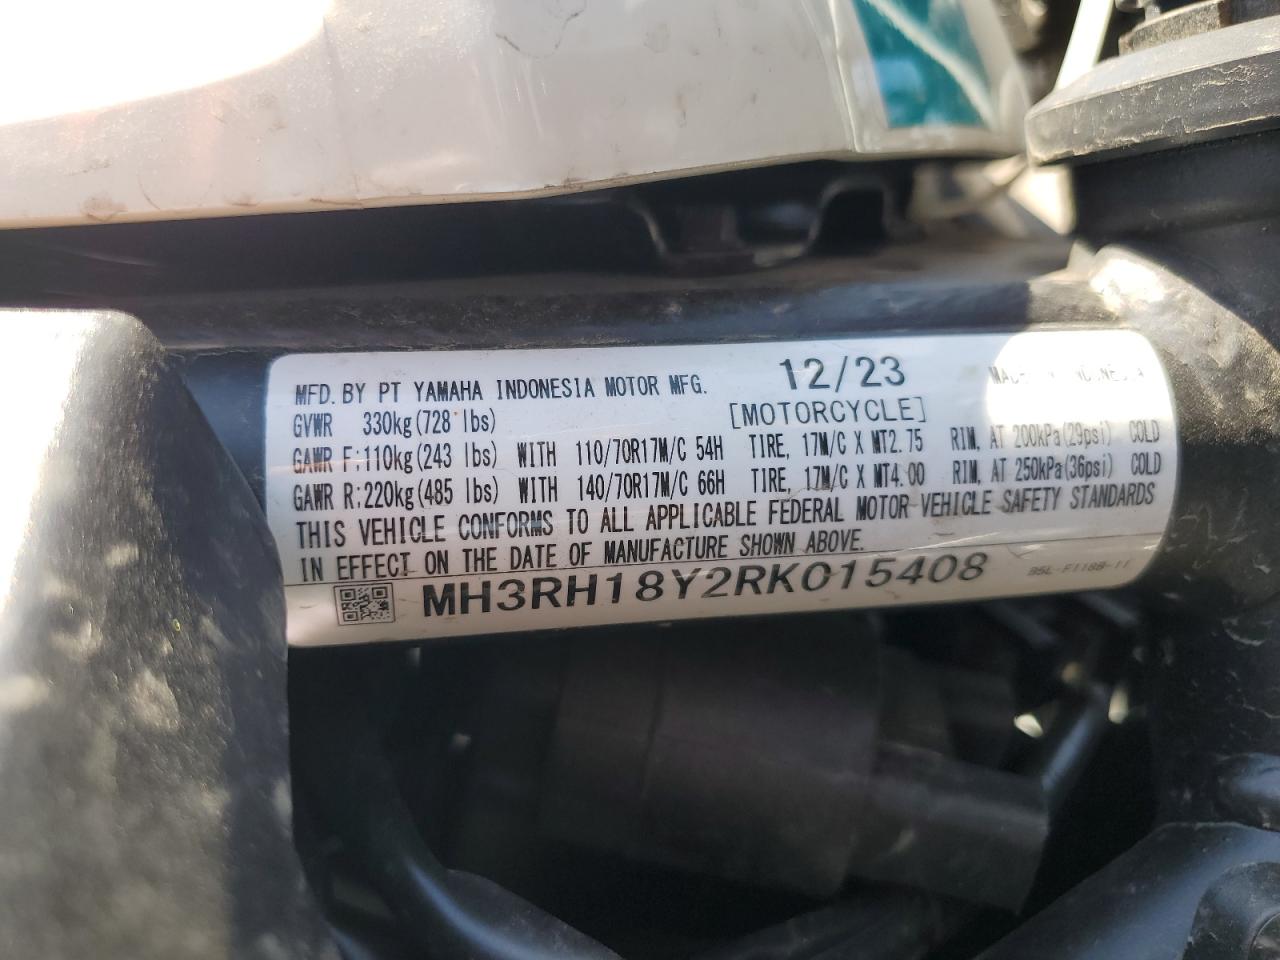 MFD. BY PT YAMAHA INDONESIA MOTOR MFG. 12/23 MADE IN INDONESIA
GVWR 330kg(728 lbs) [MOTORCYCLE]
GAWR F:110kg(243 lbs) WITH 110/70R17M/C 54H TIRE, 17M/C X MT2.75 RIM, AT 200kPa(29psi) COLD
GAWR R:220kg(485 lbs) WITH 140/70R17M/C 66H TIRE, 17M/C X MT4.00 RIM, AT 250kPa(36psi) COLD
THIS VEHICLE CONFORMS TO ALL APPLICABLE FEDERAL MOTOR VEHICLE SAFETY STANDARDS
IN EFFECT ON THE DATE OF MANUFACTURE SHOWN ABOVE.
MH3RH18Y2RK015408